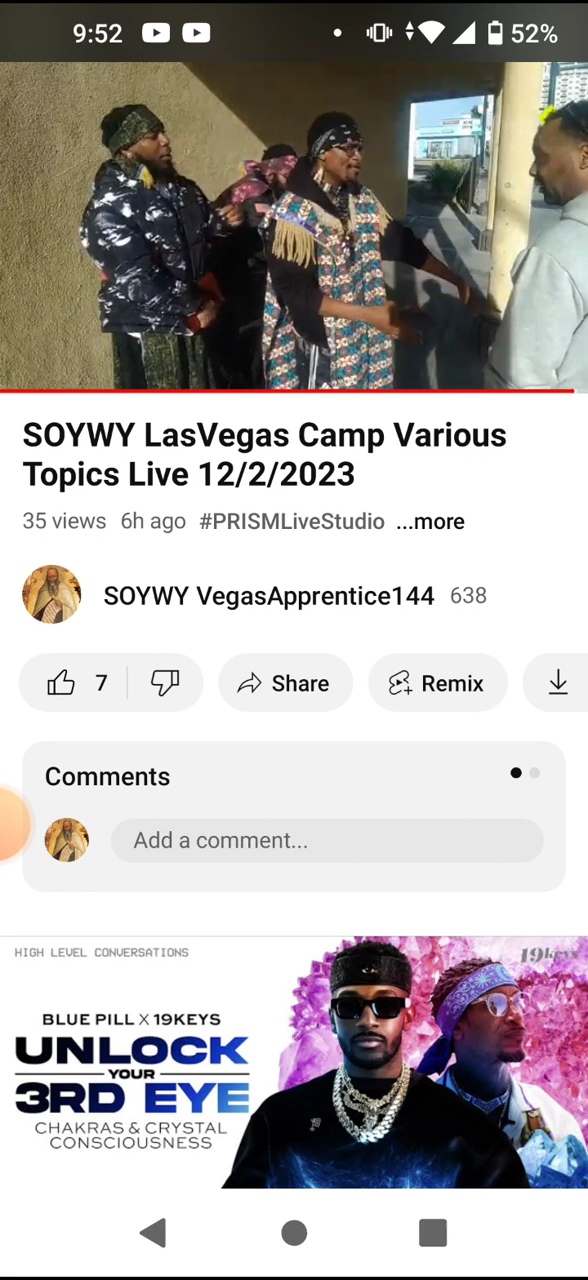 9:52
52%
SOYWY LasVegas Camp Various
Topics Live 12/2/2023
35 views 6h ago #PRISMLiveStudio ...more
SOYWY VegasApprentice144 638
7
Share
Remix
Comments
Add a comment...
HIGH LEVEL CONVERSATIONS
19keys
BLUE PILL X 19KEYS
UNLOCK
YOUR
3RD EYE
CHAKRAS & CRYSTAL
CONSCIOUSNESS